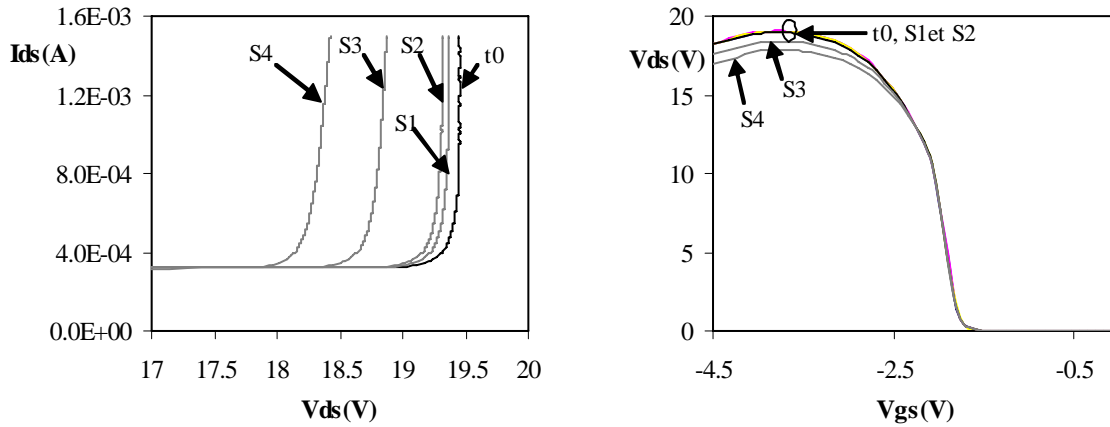 Ids (A)
1.6E-03
1.2E-03
8.0E-04
4.0E-04
0.0E+00
S4
S3
S2
t0
S1
17
17.5
18
18.5
19
19.5
20
Vds (V)
Vds (V)
20
15
10
5
0
t0, S1et S2
S3
S4
-4.5
-2.5
-0.5
Vgs (V)